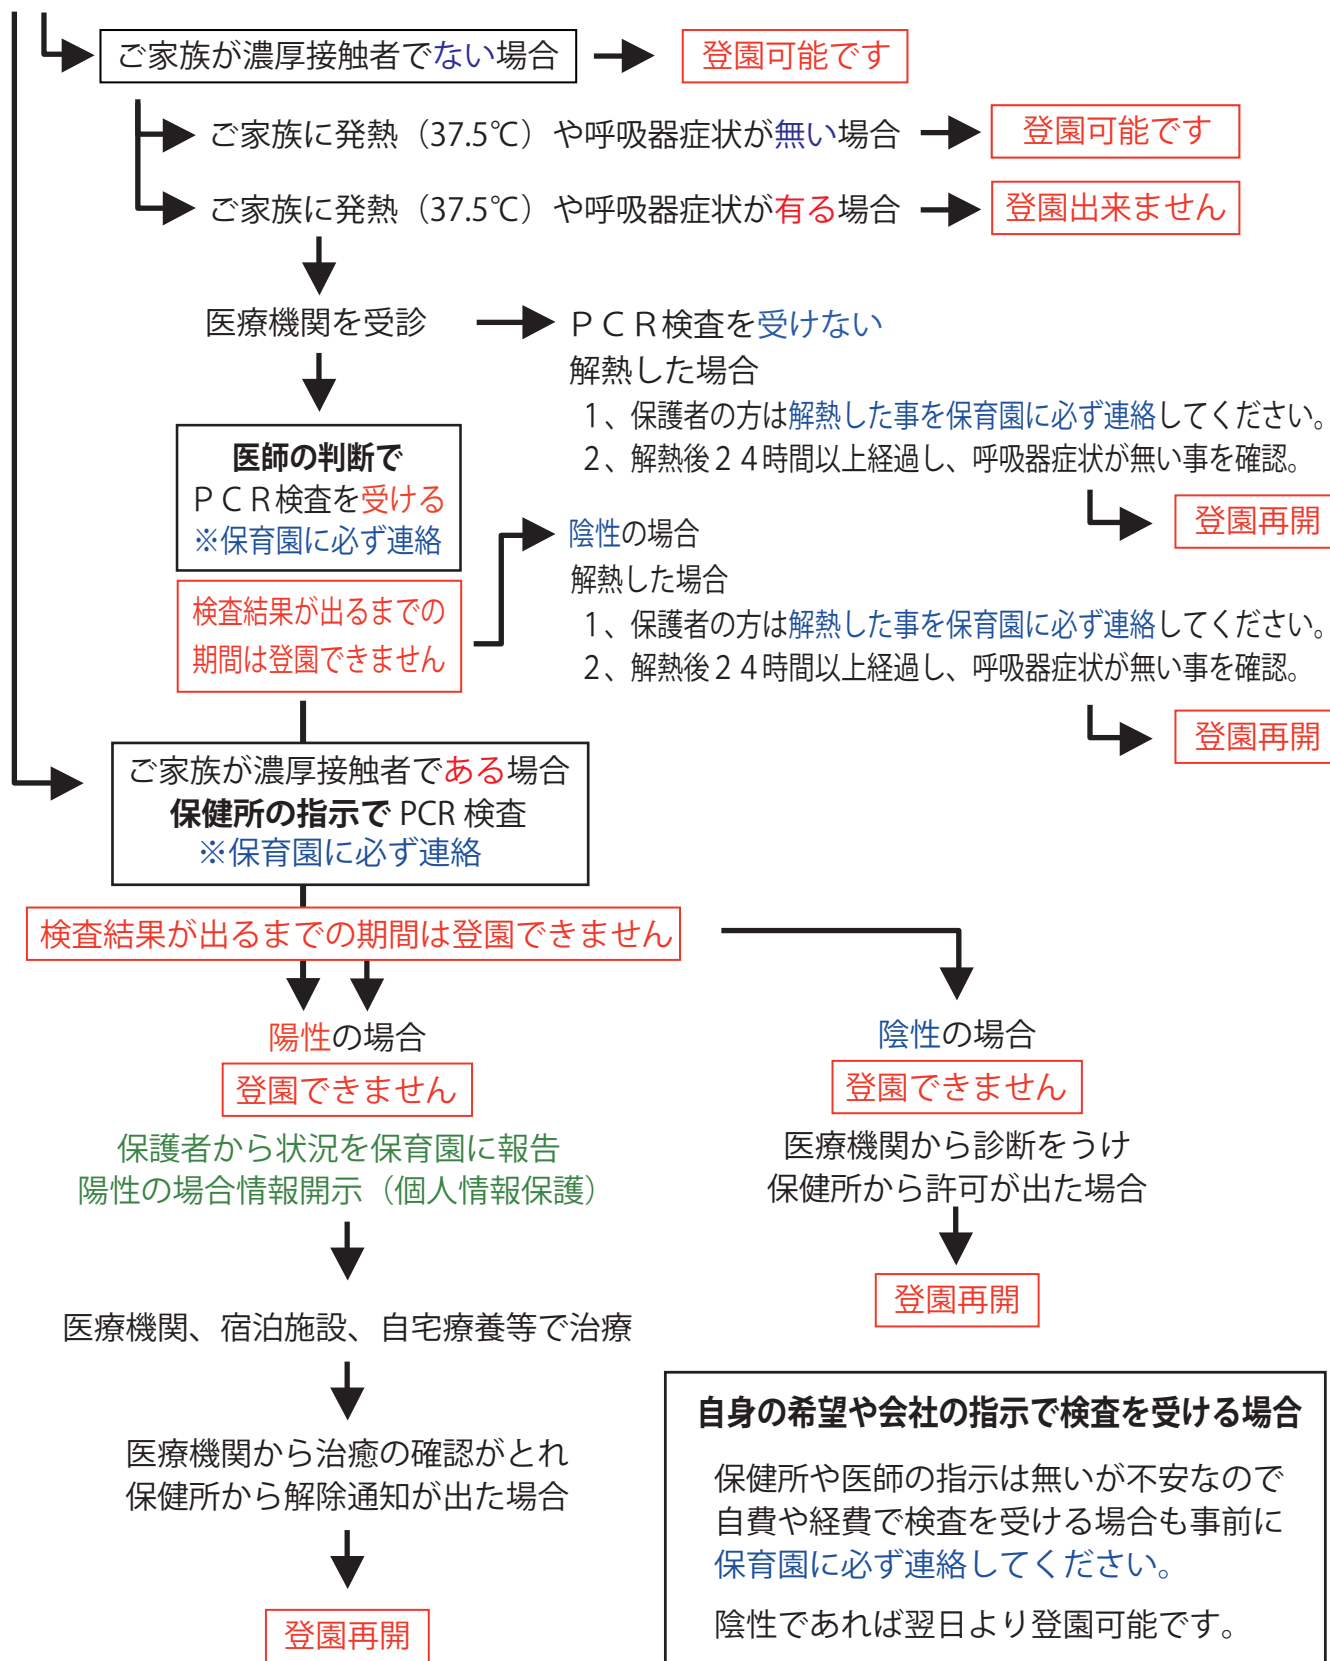 ご家族が濃厚接触者でない場合
登園可能です
ご家族に発熱（37.5℃）や呼吸器症状が無い場合
登園可能です
ご家族に発熱（37.5℃）や呼吸器症状が有る場合
登園出来ません
医療機関を受診
ＰＣＲ検査を受けない
解熱した場合
１、保護者の方は解熱した事を保育園に必ず連絡してください。
２、解熱後２４時間以上経過し、呼吸器症状が無い事を確認。
登園再開
医師の判断で
ＰＣＲ検査を受ける
※保育園に必ず連絡
検査結果が出るまでの
期間は登園できません
陰性の場合
解熱した場合
１、保護者の方は解熱した事を保育園に必ず連絡してください。
２、解熱後２４時間以上経過し、呼吸器症状が無い事を確認。
登園再開
ご家族が濃厚接触者である場合
保健所の指示で PCR 検査
※保育園に必ず連絡
検査結果が出るまでの期間は登園できません
陽性の場合
登園できません
保護者から状況を保育園に報告
陽性の場合情報開示（個人情報保護）
医療機関、宿泊施設、自宅療養等で治療
医療機関から治癒の確認がとれ
保健所から解除通知が出た場合
登園再開
陰性の場合
登園できません
医療機関から診断をうけ
保健所から許可が出た場合
登園再開
自身の希望や会社の指示で検査を受ける場合
保健所や医師の指示は無いが不安なので
自費や経費で検査を受ける場合も事前に
保育園に必ず連絡してください。
陰性であれば翌日より登園可能です。